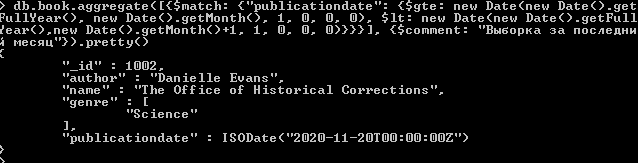 > db.book.aggregate([{$match: {"publicationdate": {$gte: new Date(new Date().get
FullYear(), new Date().getMonth(), 1, 0, 0, 0), $lt: new Date(new Date().getFull
Year(),new Date().getMonth()+1, 1, 0, 0, 0)}}}], {$comment: "Выборка за последни
й месяц"}).pretty()
{
        "_id" : 1002,
        "author" : "Danielle Evans",
        "name" : "The Office of Historical Corrections",
        "genre" : [
                "Science"
        ],
        "publicationdate" : ISODate("2020-11-20T00:00:00Z")
}